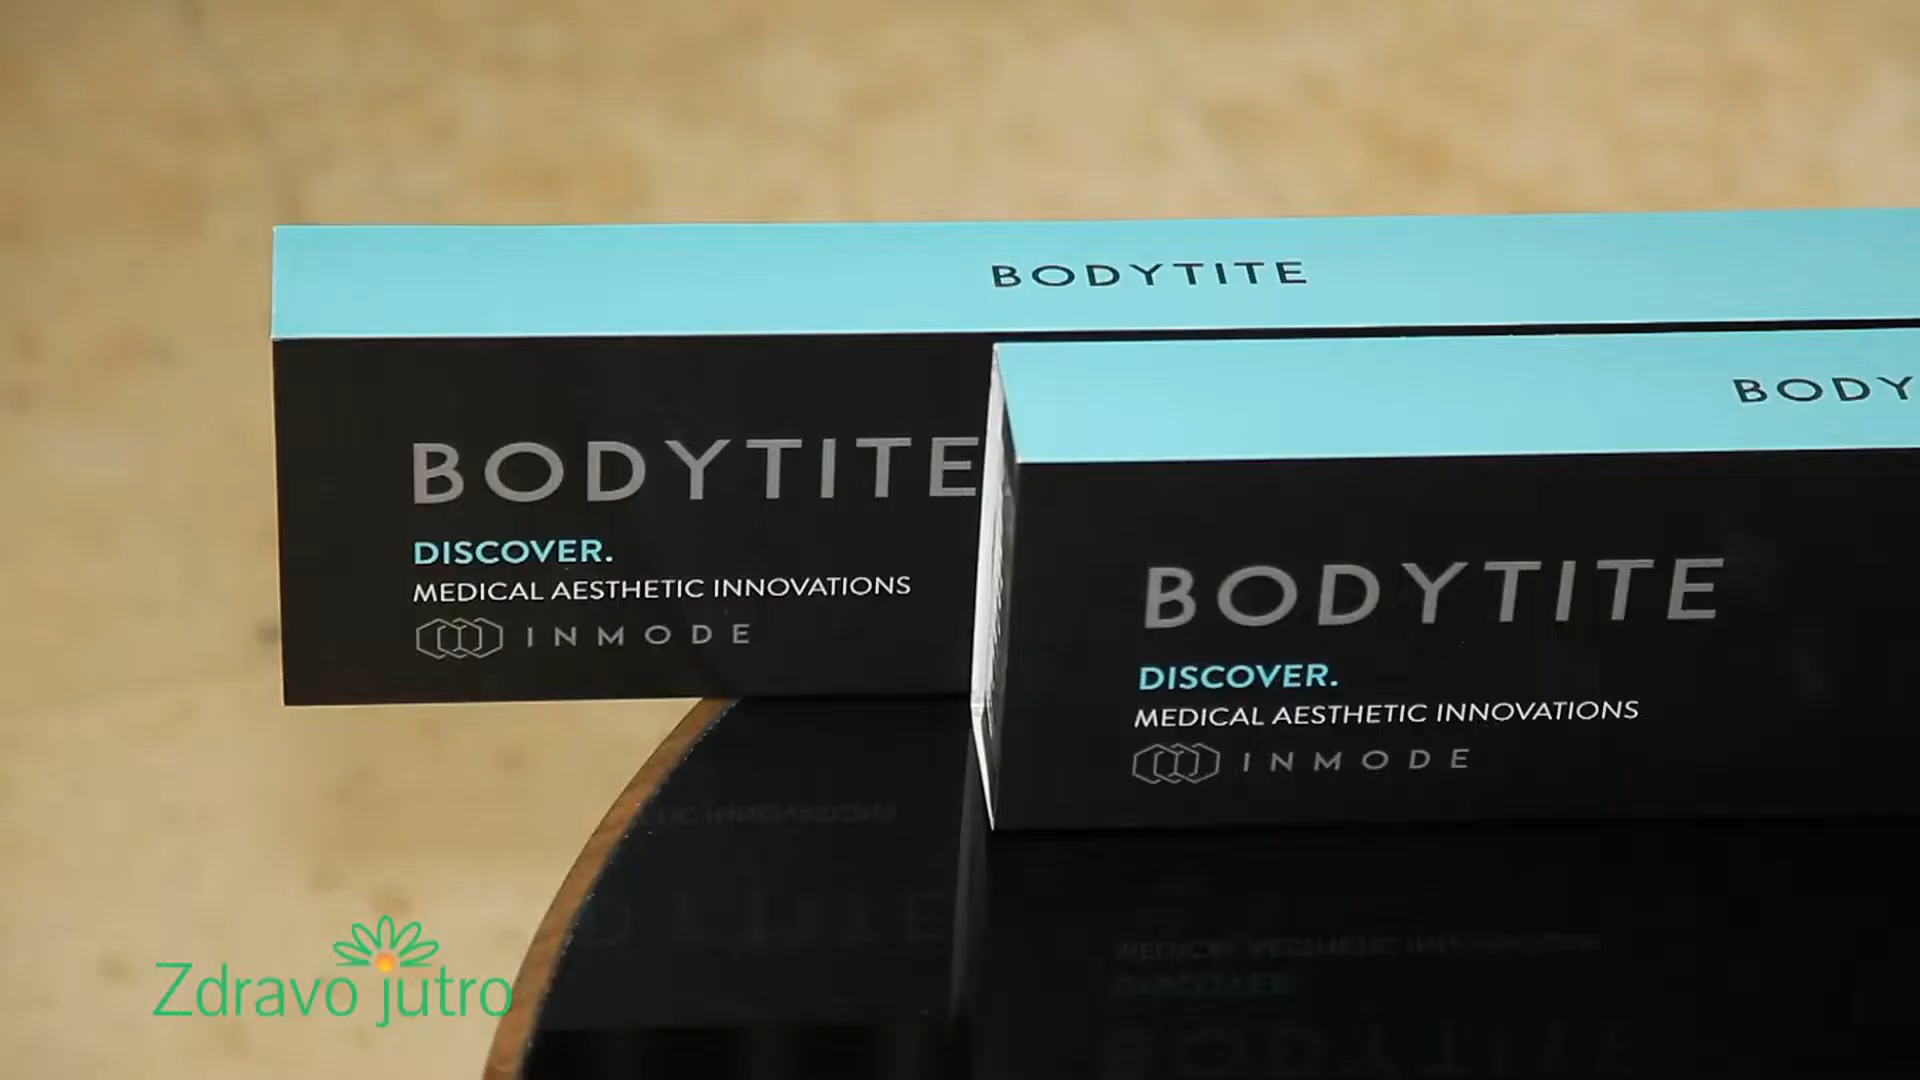 BODYTITE
BODYTITE
DISCOVER.
MEDICAL AESTHETIC INNOVATIONS
INMODE
BODY
BODYTITE
DISCOVER.
MEDICAL AESTHETIC INNOVATIONS
INMODE
Zdravo jutro